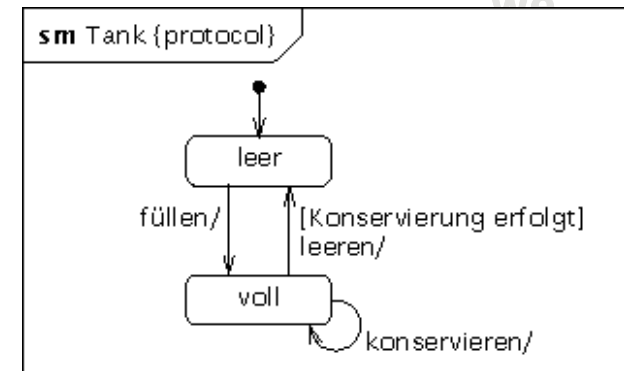 sm Tank {protocol}
leer
füllen/
[Konservierung erfolgt]
leeren/
voll
konservieren/